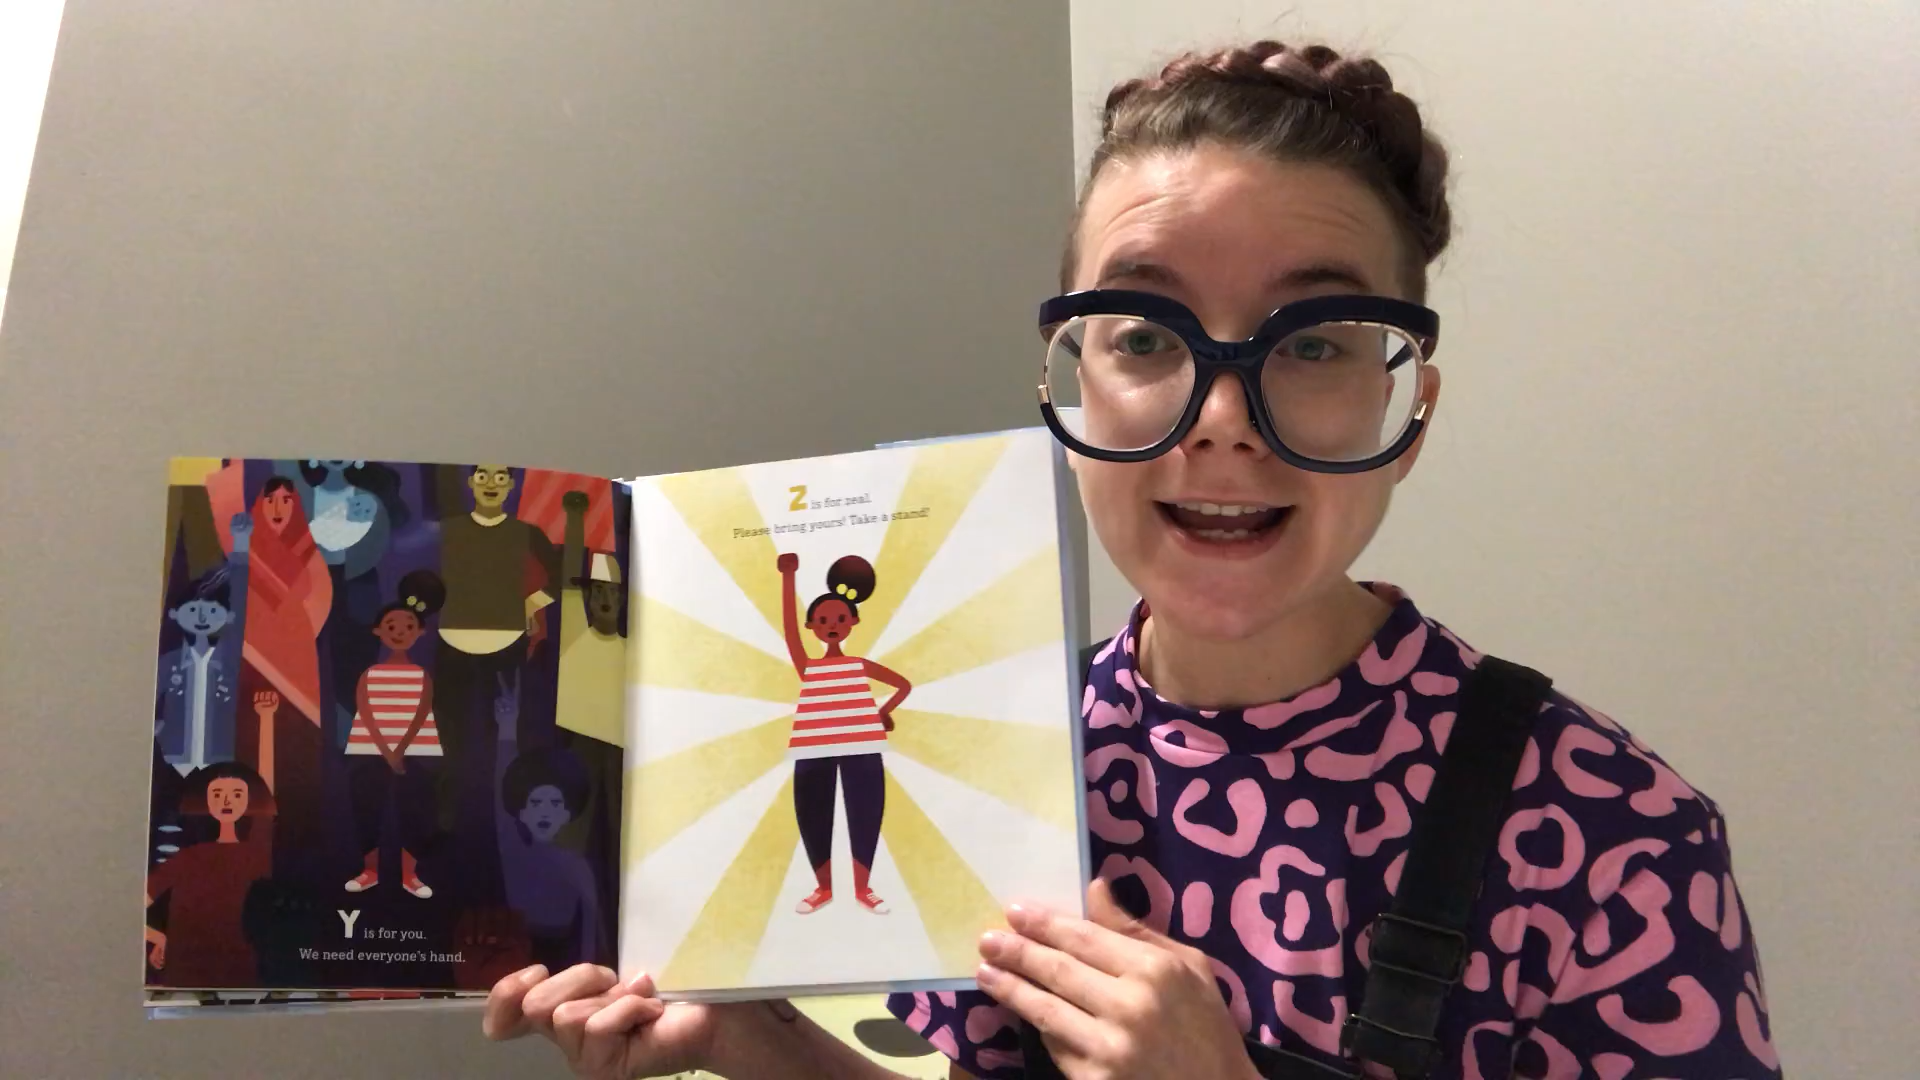 Y is for you.
We need everyone's hand.
Z is for zeal.
Please bring yours! Take a stand!